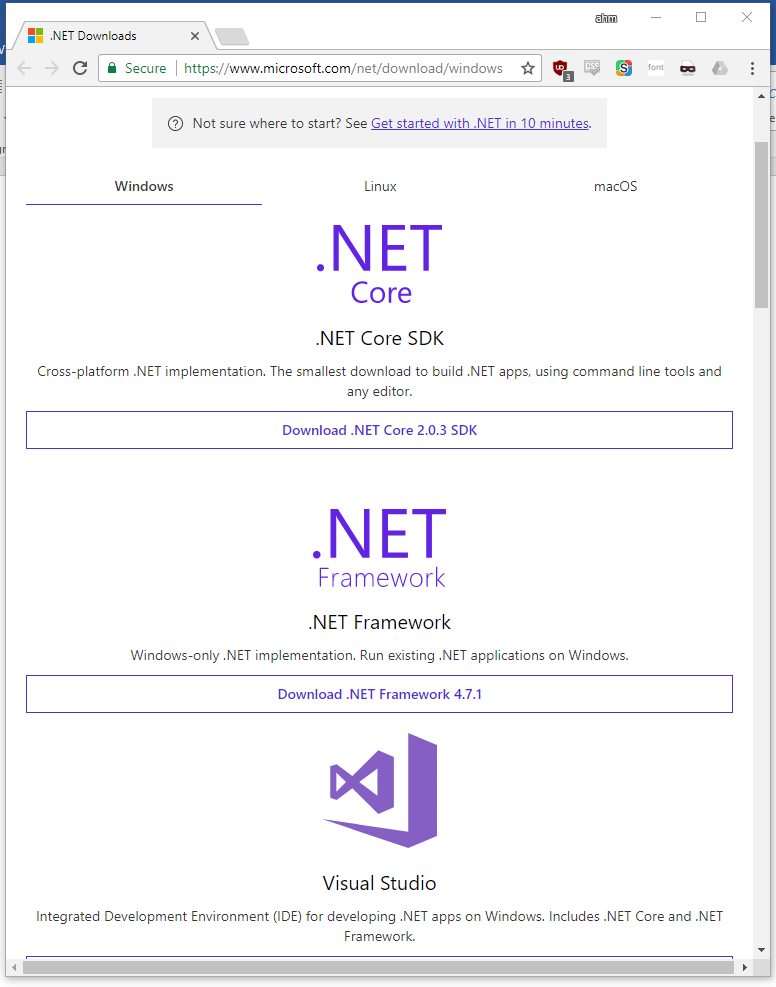 ahm
.NET Downloads
Secure
https://www.microsoft.com/net/download/windows
3
font
Not sure where to start? See Get started with .NET in 10 minutes.
Windows
Linux
macOS
.NET
Core
.NET Core SDK
Cross-platform .NET implementation. The smallest download to build .NET apps, using command line tools and
any editor.
Download .NET Core 2.0.3 SDK
.NET
Framework
.NET Framework
Windows-only .NET implementation. Run existing .NET applications on Windows.
Download .NET Framework 4.7.1
Visual Studio
Integrated Development Environment (IDE) for developing .NET apps on Windows. Includes .NET Core and .NET
Framework.